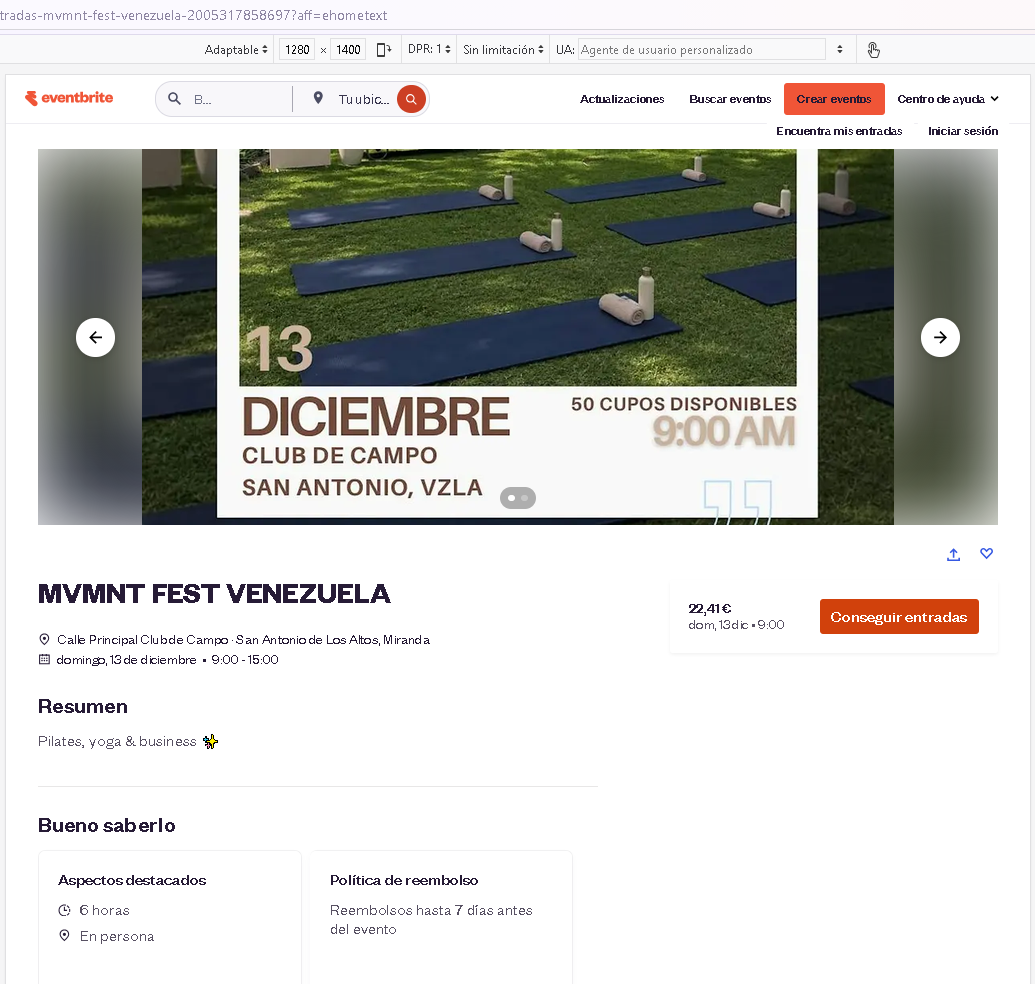 tradas-mvmnt-fest-venezuela-2005317858697?aff=ehometext
Adaptable 1280 × 1400 DPR: 1 Sin limitación UA: Agente de usuario personalizado
eventbrite B... Tu ubic... Actualizaciones Buscar eventos Crear eventos Centro de ayuda
Encuentra mis entradas Iniciar sesión
13
DICIEMBRE
50 CUPOS DISPONIBLES
9:00 AM
CLUB DE CAMPO
SAN ANTONIO, VZLA
MVMNT FEST VENEZUELA
22,41 €
dom, 13 dic • 9:00
Conseguir entradas
Calle Principal Club de Campo · San Antonio de Los Altos, Miranda
domingo, 13 de diciembre • 9:00 - 15:00
Resumen
Pilates, yoga & business ✨
Bueno saberlo
Aspectos destacados
6 horas
En persona
Política de reembolso
Reembolsos hasta 7 días antes
del evento